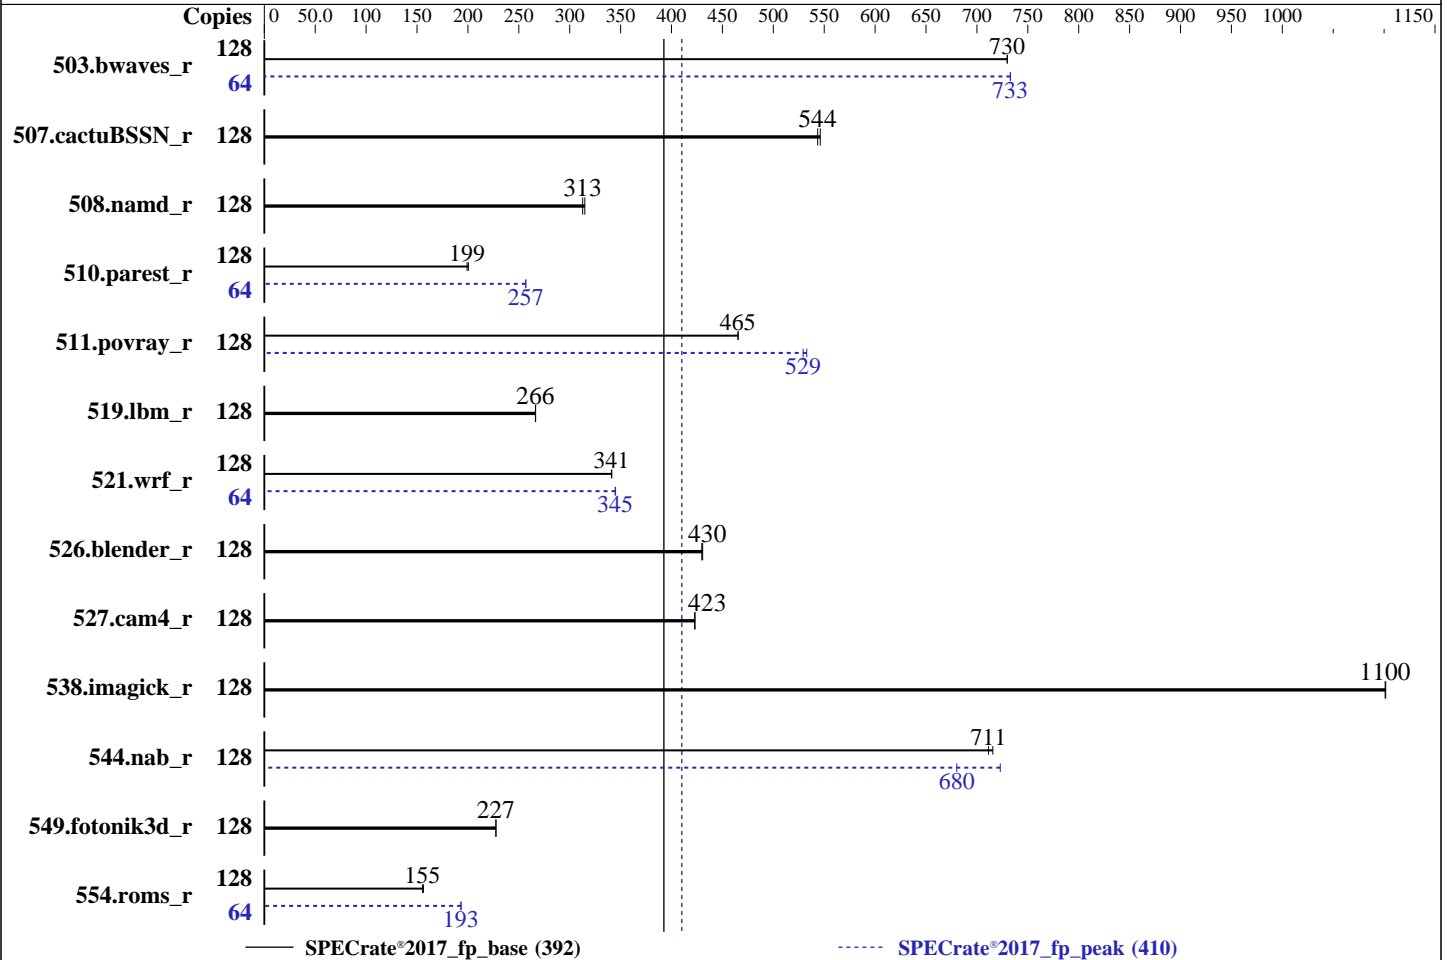 Copies 0 50.0 100 150 200 250 300 350 400 450 500 550 600 650 700 750 800 850 900 950 1000 1150
503.bwaves_r 128 730
64 733
507.cactuBSSN_r 128 544
508.namd_r 128 313
510.parest_r 128 199
64 257
511.povray_r 128 465
529
519.lbm_r 128 266
521.wrf_r 128 341
64 345
526.blender_r 128 430
527.cam4_r 128 423
538.imagick_r 128 1100
544.nab_r 128 711
680
549.fotonik3d_r 128 227
554.roms_r 128 155
64 193
SPECrate®2017_fp_base (392) SPECrate®2017_fp_peak (410)